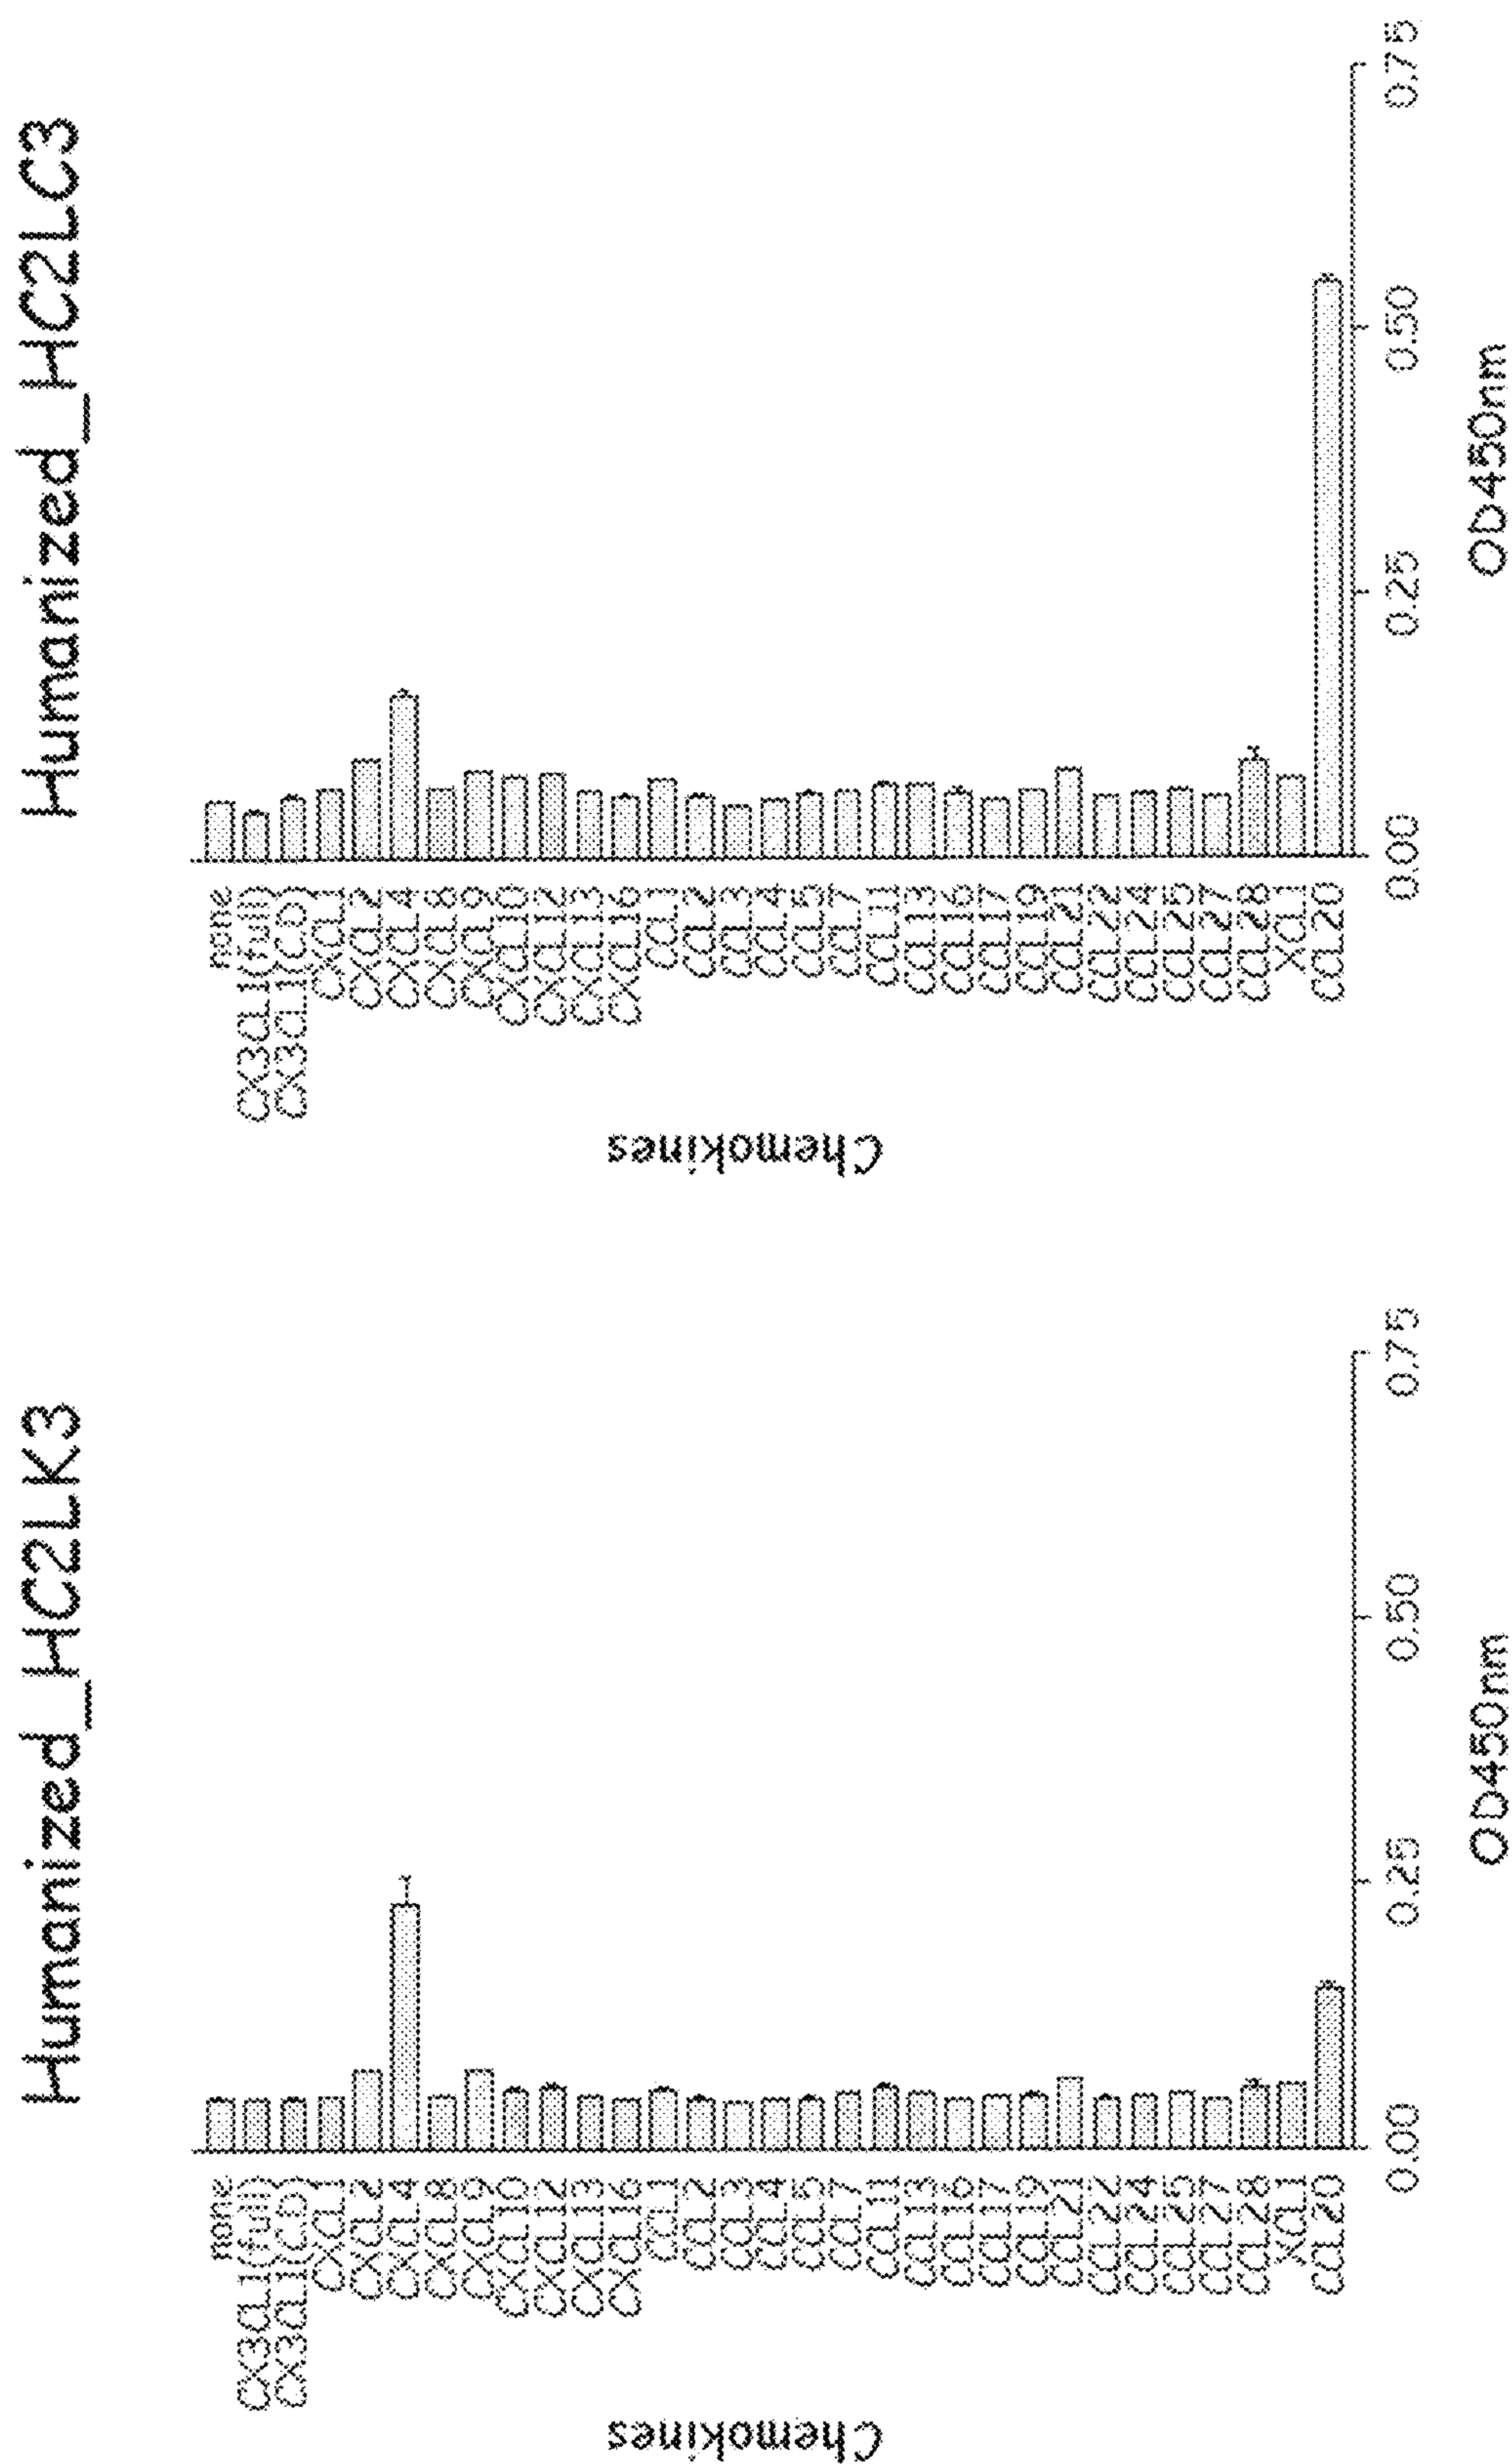 Humanized_HC2LK3
Chemokines
none
CX3CL1(full)
CX3CL1(CD)
CXCL1
CXCL2
CXCL4
CXCL8
CXCL9
CXCL10
CXCL12
CXCL13
CXCL16
CCL1
CCL2
CCL3
CCL4
CCL5
CCL7
CCL11
CCL13
CCL16
CCL17
CCL19
CCL21
CCL22
CCL24
CCL25
CCL27
CCL28
XCL1
CCL20
0.00
0.25
0.50
0.75
OD450nm
Humanized_HC2LC3
Chemokines
none
CX3CL1(full)
CX3CL1(CD)
CXCL1
CXCL2
CXCL4
CXCL8
CXCL9
CXCL10
CXCL12
CXCL13
CXCL16
CCL1
CCL2
CCL3
CCL4
CCL5
CCL7
CCL11
CCL13
CCL16
CCL17
CCL19
CCL21
CCL22
CCL24
CCL25
CCL27
CCL28
XCL1
CCL20
0.00
0.25
0.50
0.75
OD450nm